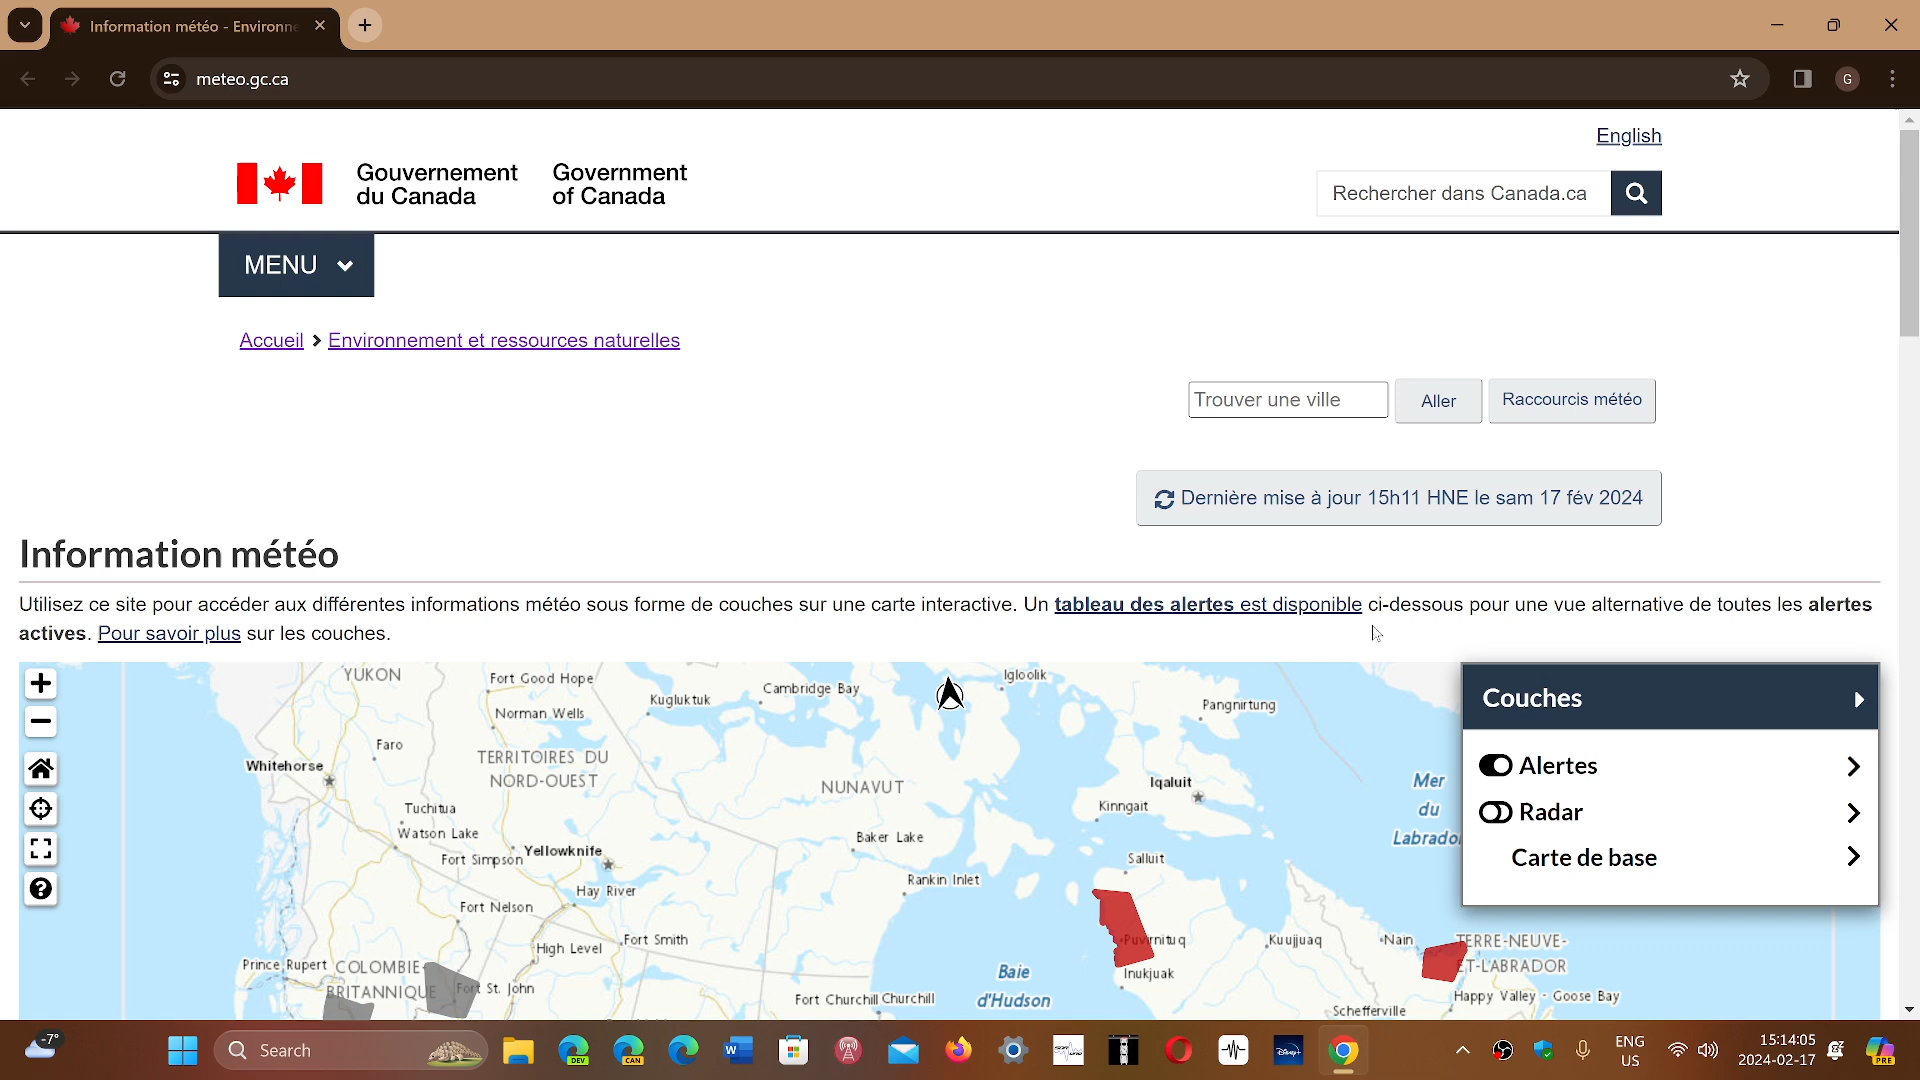 Information météo - Environne
meteo.gc.ca
G
English
Gouvernement
du Canada
Government
of Canada
Rechercher dans Canada.ca
MENU
Accueil
Environnement et ressources naturelles
Trouver une ville
Aller
Raccourcis météo
Dernière mise à jour 15h11 HNE le sam 17 fév 2024
Information météo
Utilisez ce site pour accéder aux différentes informations météo sous forme de couches sur une carte interactive. Un tableau des alertes est disponible ci-dessous pour une vue alternative de toutes les alertes
actives. Pour savoir plus sur les couches.
YUKON
Fort Good Hope
Kugluktuk
Cambridge Bay
Igloolik
Pangnirtung
Norman Wells
Faro
Whitehorse
TERRITOIRES DU
NORD-OUEST
NUNAVUT
Iqaluit
Kinngait
Mer
du
Labrador
Tuchitua
Watson Lake
Fort Simpson
Yellowknife
Baker Lake
Salluit
Hay River
Rankin Inlet
Fort Nelson
High Level
Fort Smith
Puvirnituq
Kuujjuaq
Nain
TERRE-NEUVE-
ET-LABRADOR
Prince Rupert
COLOMBIE-
BRITANNIQUE
Fort St. John
Baie
d'Hudson
Inukjuak
Fort Churchill
Churchill
Happy Valley - Goose Bay
Schefferville
Couches
Alertes
Radar
Carte de base
-7°
Search
DEV
CAN
W
Disney+
ENG
US
15:14:05
2024-02-17
PRE